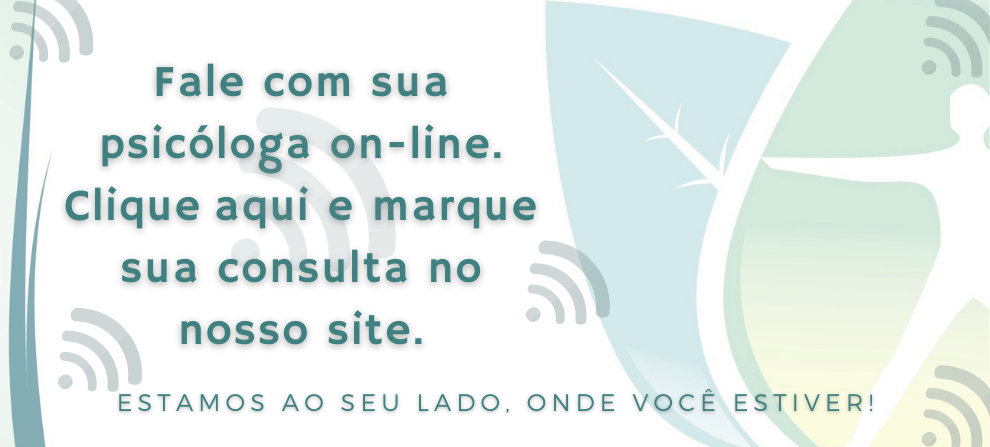 Fale com sua
psicóloga on-line.
Clique aqui e marque
sua consulta no
nosso site.
ESTAMOS AO SEU LADO, ONDE VOCÊ ESTIVER!